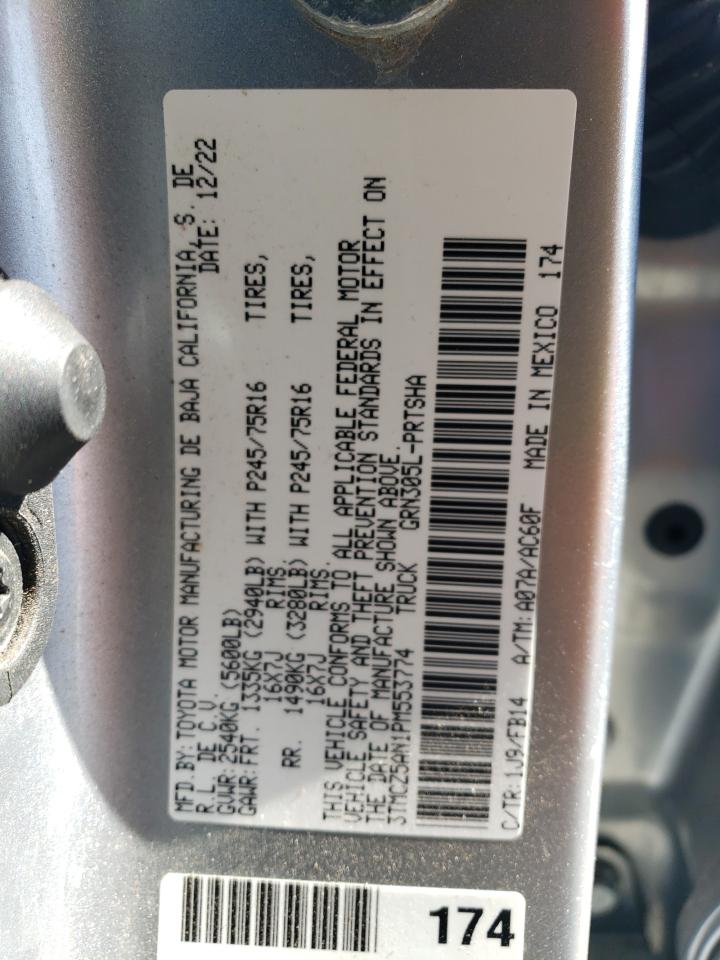 MFD.BY:TOYOTA MOTOR MANUFACTURING DE BAJA CALIFORNIA, S. DE
R.L. DE C.V. DATE: 12/22
GVWR:2540KG (5600LB)
GAWR:FRT. 1335KG (2940LB) WITH P245/75R16 TIRES,
16X7J RIMS.
RR. 1490KG (3280LB) WITH P245/75R16 TIRES,
16X7J RIMS.
THIS VEHICLE CONFORMS TO ALL APPLICABLE FEDERAL MOTOR
VEHICLE SAFETY AND THEFT PREVENTION STANDARDS IN EFFECT ON
THE DATE OF MANUFACTURE SHOWN ABOVE.
3TMCZ5AN1PM553774 TRUCK GRN305L-PRTSHA
C/TR:1J9/FB14 A/TM:A07A/AC60F MADE IN MEXICO 174
174